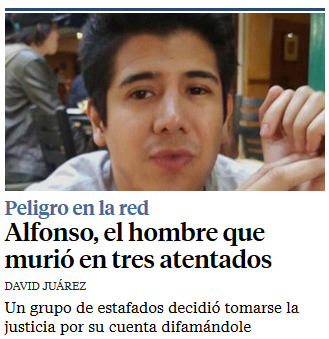 Peligro en la red
Alfonso, el hombre que
murió en tres atentados
DAVID JUÁREZ
Un grupo de estafados decidió tomarse la
justicia por su cuenta difamándole